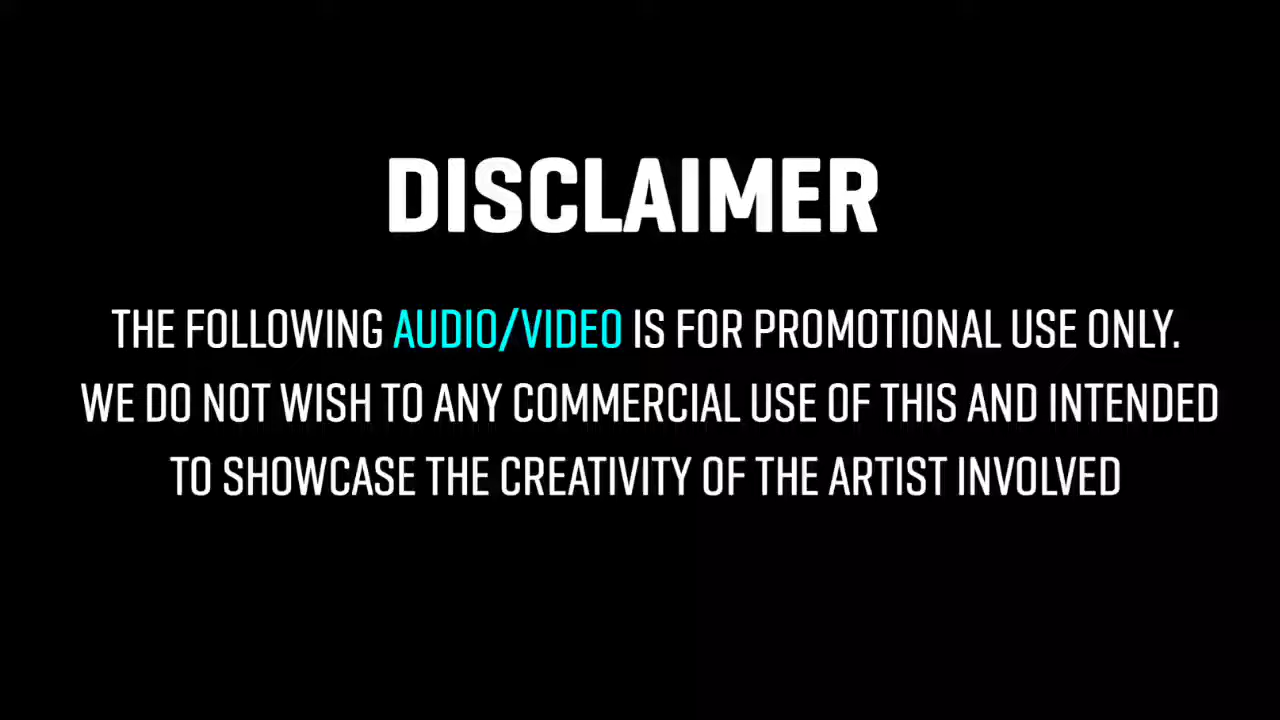 DISCLAIMER
THE FOLLOWING AUDIO/VIDEO IS FOR PROMOTIONAL USE ONLY.
WE DO NOT WISH TO ANY COMMERCIAL USE OF THIS AND INTENDED
TO SHOWCASE THE CREATIVITY OF THE ARTIST INVOLVED